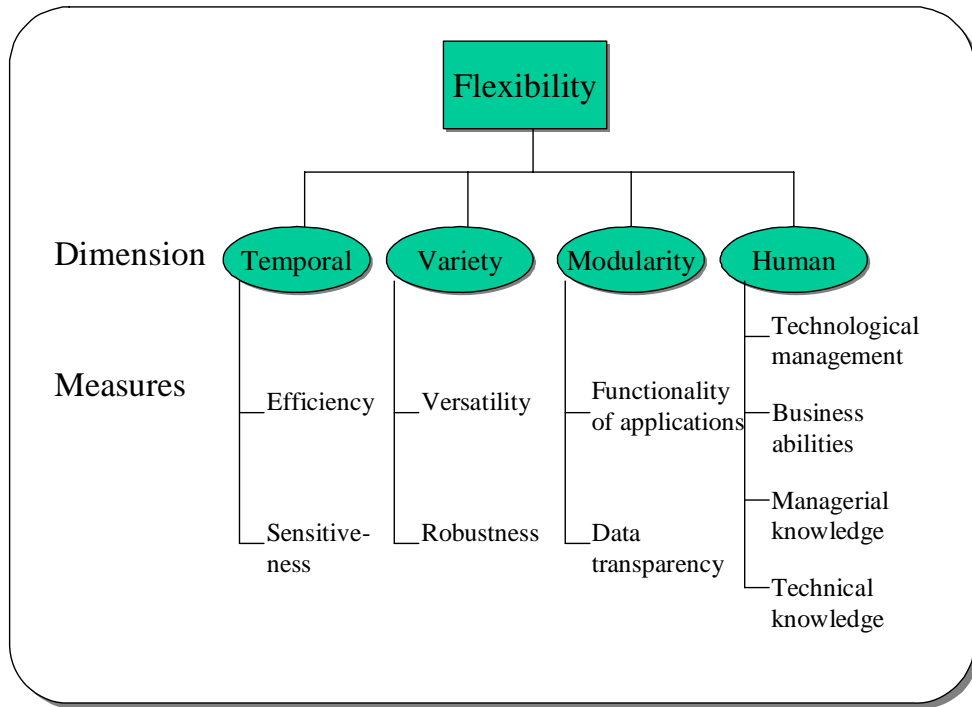 Flexibility
Dimension
Temporal
Variety
Modularity
Human
Measures
Efficiency
Sensitive-
ness
Versatility
Robustness
Functionality
of applications
Data
transparency
Technological
management
Business
abilities
Managerial
knowledge
Technical
knowledge